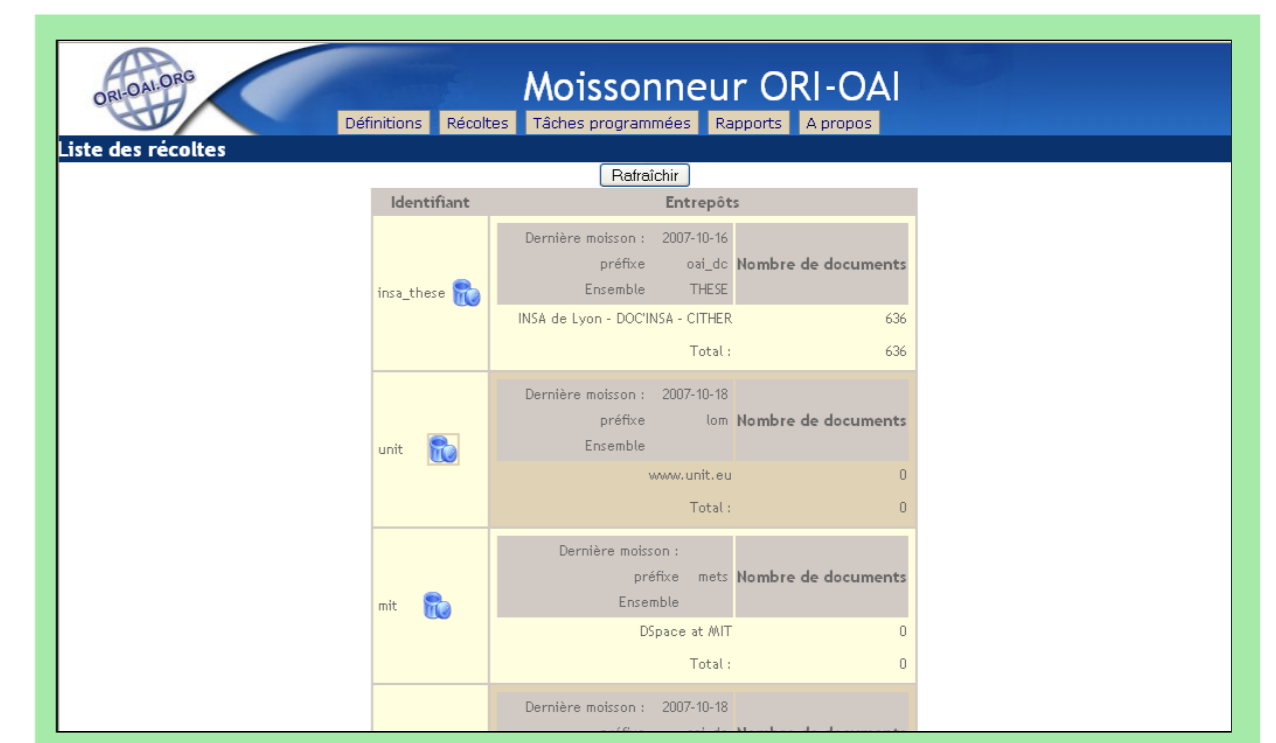 ORI-OAI.ORG
Moissonneur ORI-OAI
Définitions Récoltes Tâches programmées Rapports A propos
Liste des récoltes
Rafraîchir
Identifiant Entrepôts
insa_these
Dernière moisson : 2007-10-16
préfixe oai_dc
Ensemble THESE
Nombre de documents
INSA de Lyon - DOC'INSA - CITHER 636
Total : 636
unit
Dernière moisson : 2007-10-18
préfixe lom
Ensemble
Nombre de documents
www.unit.eu 0
Total : 0
mit
Dernière moisson :
préfixe mets
Ensemble
Nombre de documents
DSpace at MIT 0
Total : 0
Dernière moisson : 2007-10-18